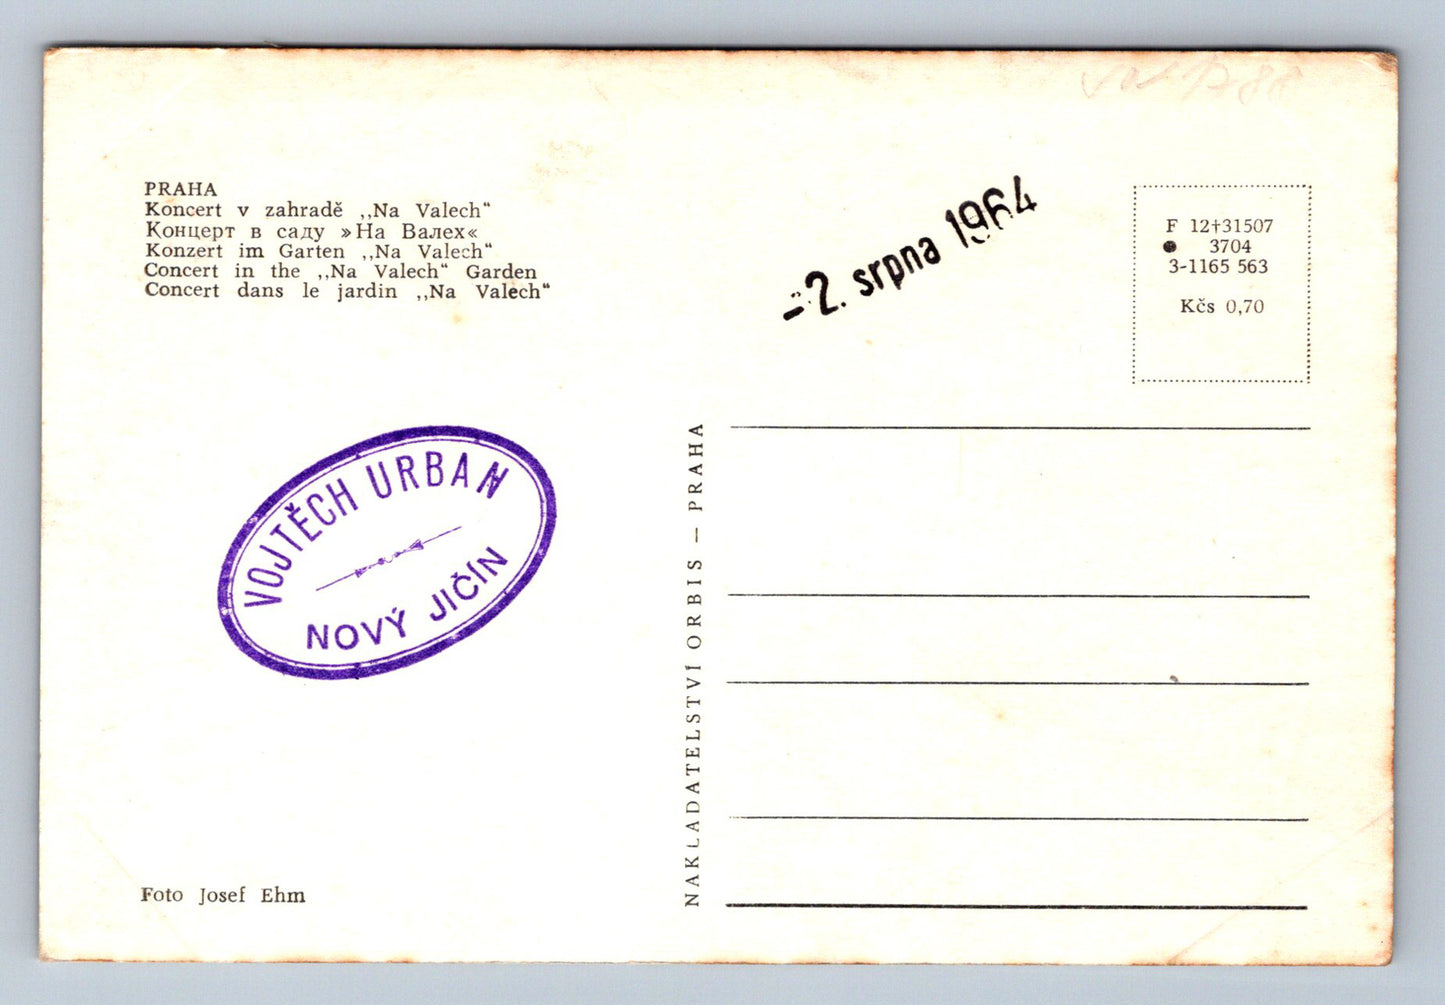 PRAHA
Koncert v zahradě ,,Na Valech“
Концерт в саду »На Валех«
Konzert im Garten ,,Na Valech“
Concert in the ,,Na Valech“ Garden
Concert dans le jardin ,,Na Valech“
-2. srpna 1964
F 12†31507
● 3704
3-1165 563
Kčs 0,70
VOJTĚCH URBAN
NOVÝ JIČÍN
NAKLADATELSTVÍ ORBIS — PRAHA
Foto Josef Ehm